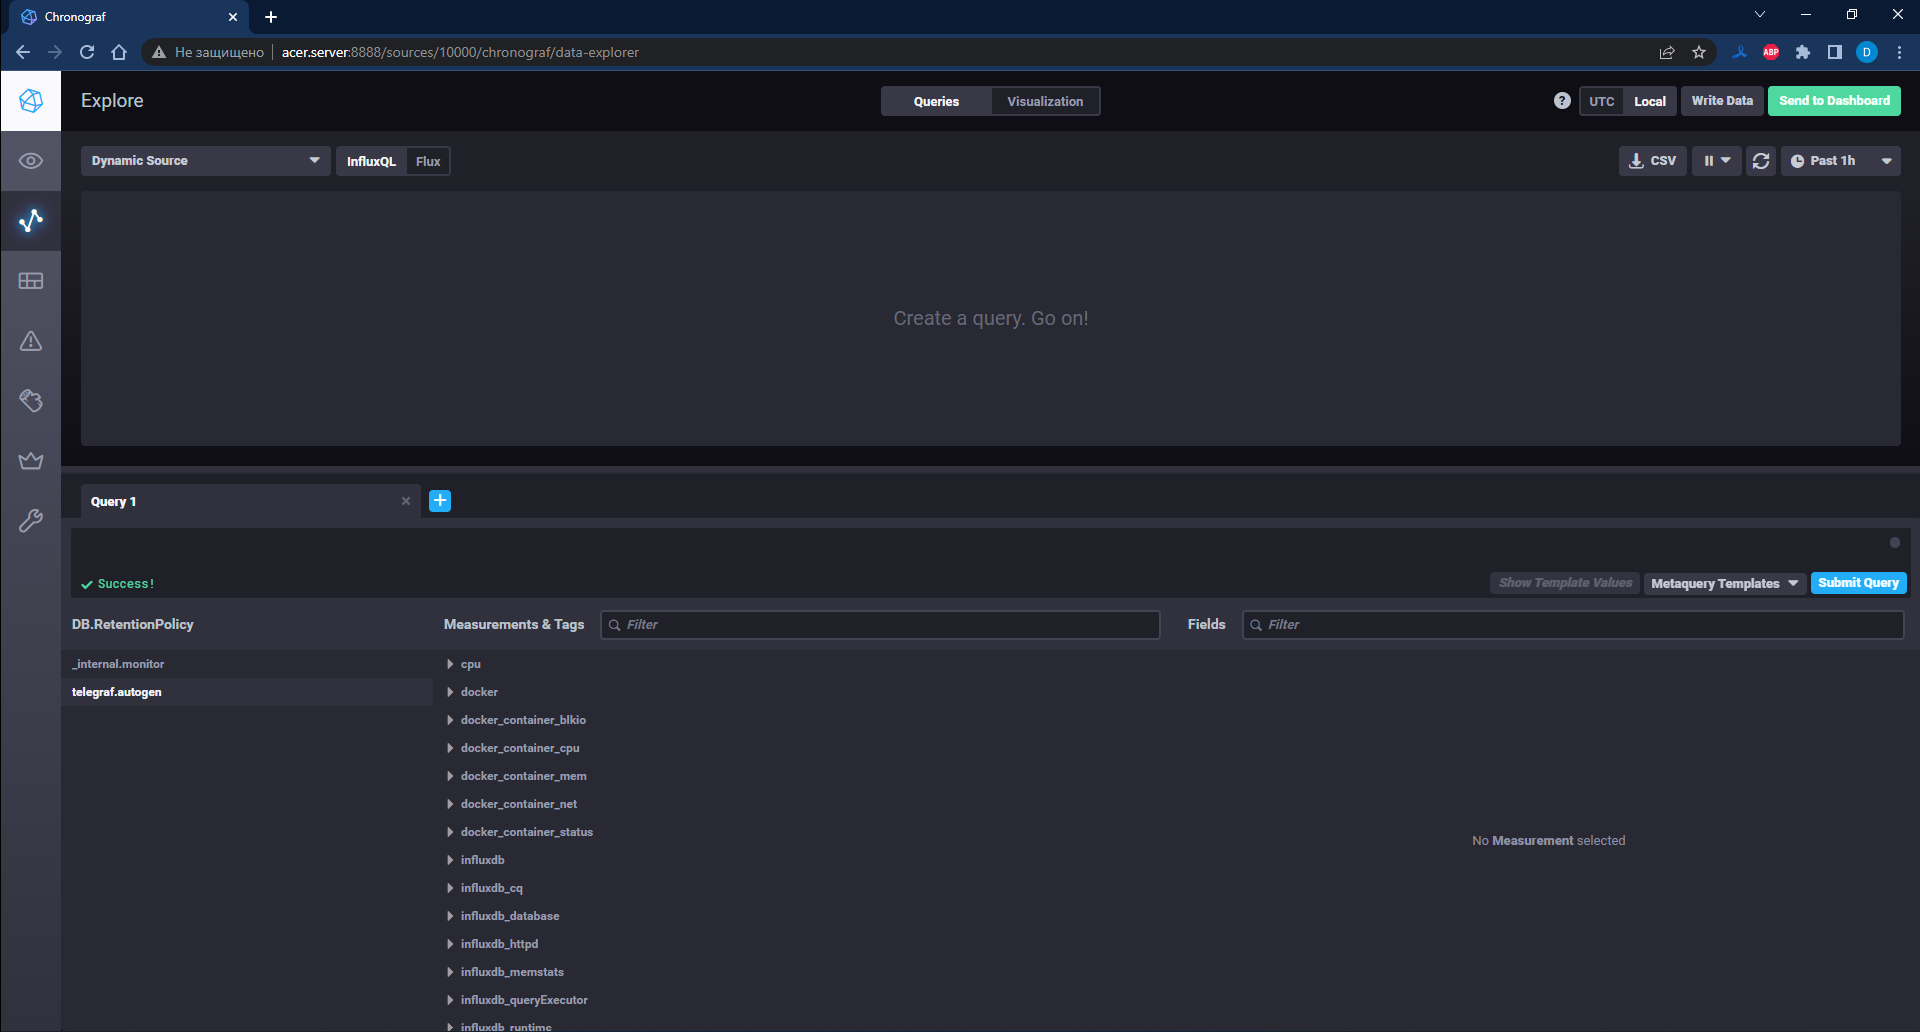 Chronograf
Не защищено acer.server:8888/sources/10000/chronograf/data-explorer
ABP
D
Explore
Queries
Visualization
?
UTC
Local
Write Data
Send to Dashboard
Dynamic Source
InfluxQL
Flux
CSV
Past 1h
Create a query. Go on!
Query 1
Success!
Show Template Values
Metaquery Templates
Submit Query
DB.RetentionPolicy
Measurements & Tags
Filter
Fields
Filter
_internal.monitor
telegraf.autogen
cpu
docker
docker_container_blkio
docker_container_cpu
docker_container_mem
docker_container_net
docker_container_status
influxdb
influxdb_cq
influxdb_database
influxdb_httpd
influxdb_memstats
influxdb_queryExecutor
influxdb_runtime
No Measurement selected